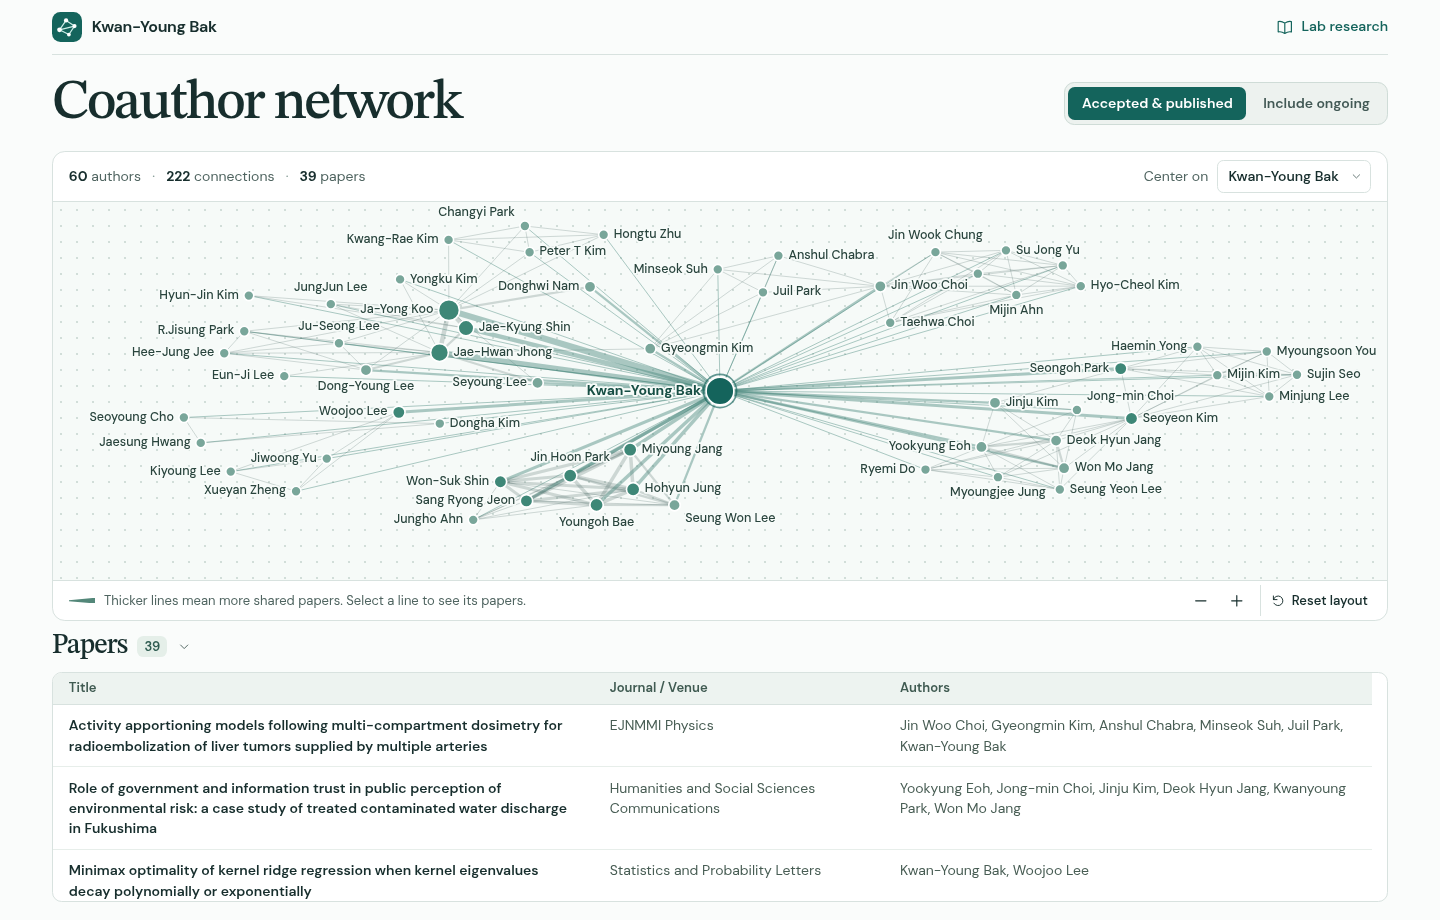 Kwan-Young Bak
Lab research
Coauthor network
Accepted & published
Include ongoing
60 authors · 222 connections · 39 papers
Center on
Kwan-Young Bak
Changyi Park
Kwang-Rae Kim
Hongtu Zhu
Peter T Kim
Jin Wook Chung
Su Jong Yu
Anshul Chabra
Minseok Suh
Yongku Kim
JungJun Lee
Donghwi Nam
Juil Park
Jin Woo Choi
Hyo-Cheol Kim
Hyun-Jin Kim
Ja-Yong Koo
Mijin Ahn
Taehwa Choi
R.Jisung Park
Ju-Seong Lee
Jae-Kyung Shin
Hee-Jung Jee
Jae-Hwan Jhong
Gyeongmin Kim
Haemin Yong
Myoungsoon You
Eun-Ji Lee
Dong-Young Lee
Seyoung Lee
Kwan-Young Bak
Seongoh Park
Mijin Kim
Sujin Seo
Jong-min Choi
Minjung Lee
Jinju Kim
Seoyoung Cho
Woojoo Lee
Dongha Kim
Seoyeon Kim
Jaesung Hwang
Deok Hyun Jang
Yookyung Eoh
Jiwoong Yu
Jin Hoon Park
Miyoung Jang
Kiyoung Lee
Ryemi Do
Won Mo Jang
Xueyan Zheng
Won-Suk Shin
Hohyun Jung
Myoungjee Jung
Seung Yeon Lee
Sang Ryong Jeon
Jungho Ahn
Youngoh Bae
Seung Won Lee
Thicker lines mean more shared papers. Select a line to see its papers.
Reset layout
Papers 39
Title
Journal / Venue
Authors
Activity apportioning models following multi-compartment dosimetry for
radioembolization of liver tumors supplied by multiple arteries
EJNMMI Physics
Jin Woo Choi, Gyeongmin Kim, Anshul Chabra, Minseok Suh, Juil Park,
Kwan-Young Bak
Role of government and information trust in public perception of
environmental risk: a case study of treated contaminated water discharge
in Fukushima
Humanities and Social Sciences
Communications
Yookyung Eoh, Jong-min Choi, Jinju Kim, Deok Hyun Jang, Kwanyoung
Park, Won Mo Jang
Minimax optimality of kernel ridge regression when kernel eigenvalues
decay polynomially or exponentially
Statistics and Probability Letters
Kwan-Young Bak, Woojoo Lee